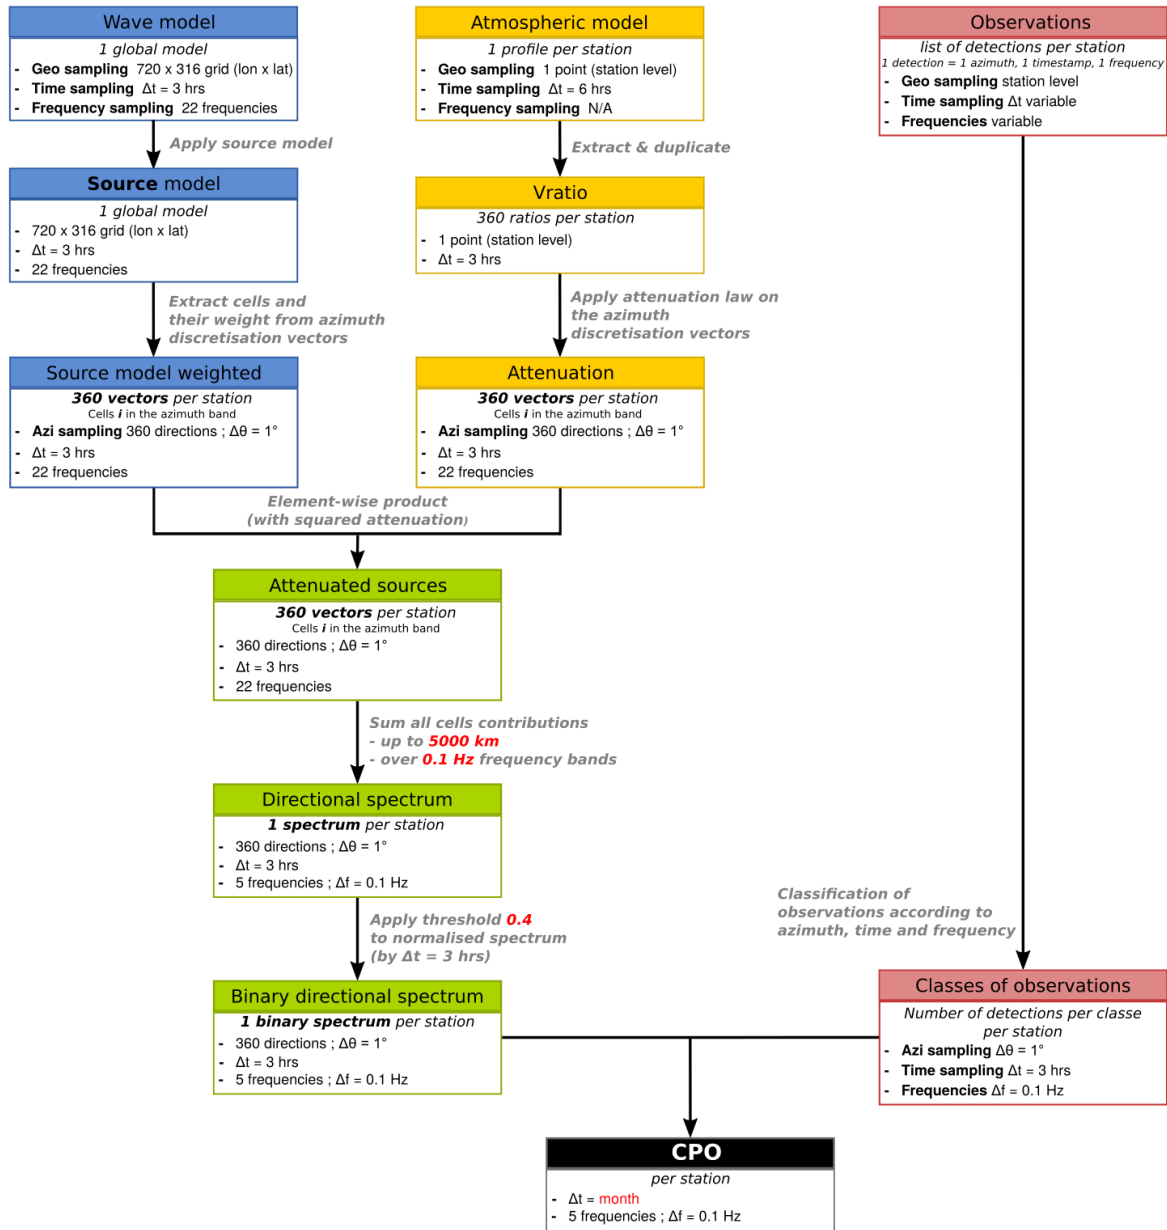 Wave model
1 global model
- Geo sampling 720 x 316 grid (lon x lat)
- Time sampling Δt = 3 hrs
- Frequency sampling 22 frequencies
Apply source model
Source model
1 global model
- 720 x 316 grid (lon x lat)
- Δt = 3 hrs
- 22 frequencies
Extract cells and
their weight from azimuth
discretisation vectors
Source model weighted
360 vectors per station
Cells i in the azimuth band
- Azi sampling 360 directions ; Δθ = 1°
- Δt = 3 hrs
- 22 frequencies
Atmospheric model
1 profile per station
- Geo sampling 1 point (station level)
- Time sampling Δt = 6 hrs
- Frequency sampling N/A
Extract & duplicate
Vratio
360 ratios per station
- 1 point (station level)
- Δt = 3 hrs
Apply attenuation law on
the azimuth
discretisation vectors
Attenuation
360 vectors per station
Cells i in the azimuth band
- Azi sampling 360 directions ; Δθ = 1°
- Δt = 3 hrs
- 22 frequencies
Element-wise product
(with squared attenuation)
Attenuated sources
360 vectors per station
Cells i in the azimuth band
- 360 directions ; Δθ = 1°
- Δt = 3 hrs
- 22 frequencies
Sum all cells contributions
- up to 5000 km
- over 0.1 Hz frequency bands
Directional spectrum
1 spectrum per station
- 360 directions ; Δθ = 1°
- Δt = 3 hrs
- 5 frequencies ; Δf = 0.1 Hz
Apply threshold 0.4
to normalised spectrum
(by Δt = 3 hrs)
Binary directional spectrum
1 binary spectrum per station
- 360 directions ; Δθ = 1°
- Δt = 3 hrs
- 5 frequencies ; Δf = 0.1 Hz
Observations
list of detections per station
1 detection = 1 azimuth, 1 timestamp, 1 frequency
- Geo sampling station level
- Time sampling Δt variable
- Frequencies variable
Classification of
observations according to
azimuth, time and frequency
Classes of observations
Number of detections per classe
per station
- Azi sampling Δθ = 1°
- Time sampling Δt = 3 hrs
- Frequencies Δf = 0.1 Hz
CPO
per station
- Δt = month
- 5 frequencies ; Δf = 0.1 Hz